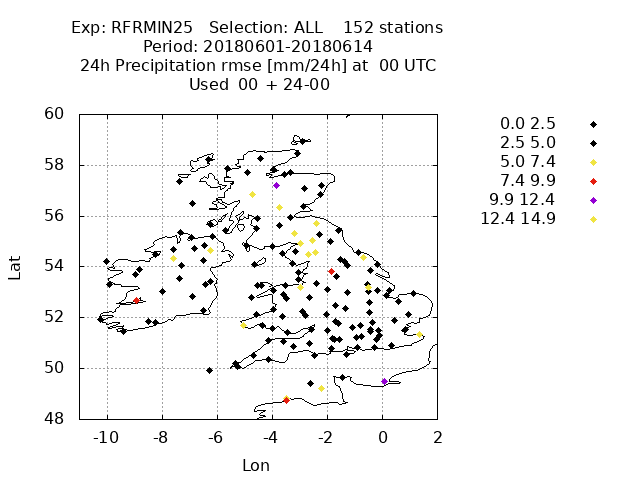 Exp: RFRMIN25 Selection: ALL 152 stations
Period: 20180601-20180614
24h Precipitation rmse [mm/24h] at 00 UTC
Used 00 + 24-00
0.0 2.5
2.5 5.0
5.0 7.4
7.4 9.9
9.9 12.4
12.4 14.9
60
58
56
54
52
50
48
Lat
-10 -8 -6 -4 -2 0 2
Lon